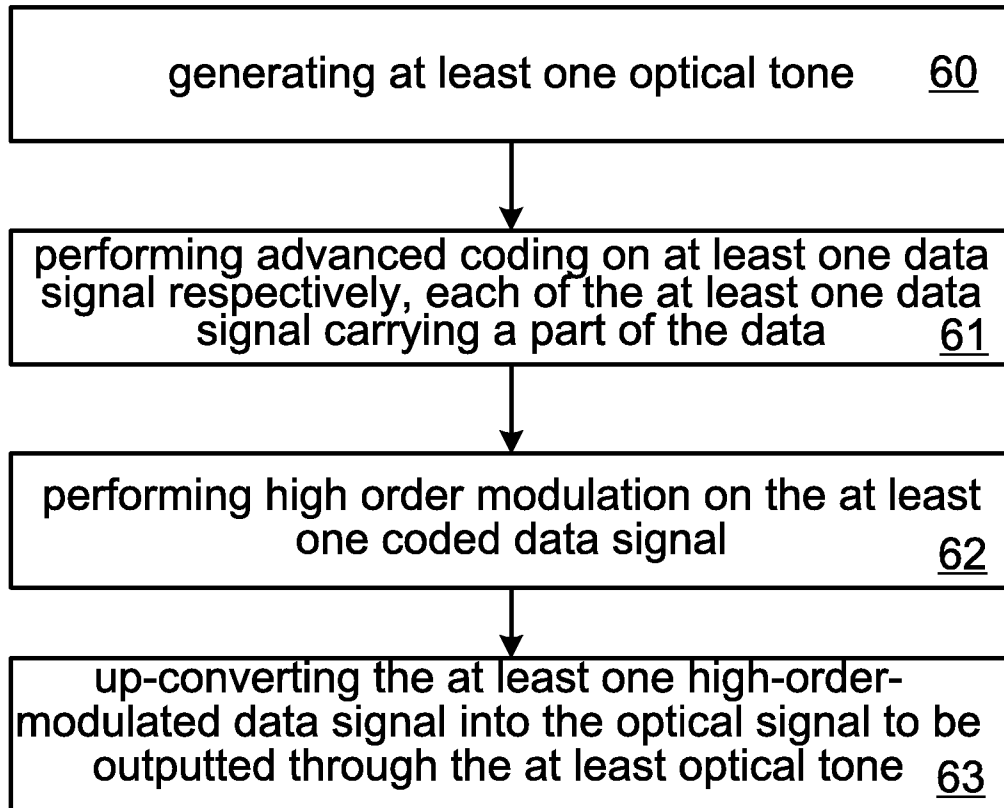 generating at least one optical tone 60
performing advanced coding on at least one data
signal respectively, each of the at least one data
signal carrying a part of the data 61
performing high order modulation on the at least
one coded data signal 62
up-converting the at least one high-order-
modulated data signal into the optical signal to be
outputted through the at least optical tone 63